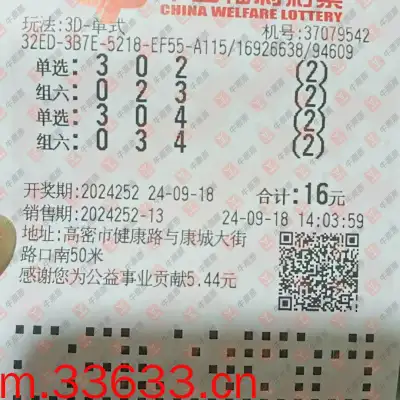 CHINA WELFARE LOTTERY
玩法:3D-单式
机号:37079542
32ED-3B7E-5218-EF55-A115/16926638/94609
单选: 3 0 2 (2)
组六: 0 2 3 (2)
单选: 3 0 4 (2)
组六: 0 3 4 (2)
开奖期:2024252 24-09-18 合计:16元
销售期:2024252-13 24-09-18 14:03:59
地址:高密市健康路与康城大街
路口南50米
感谢您为公益事业贡献5.44元
m.33633.cn